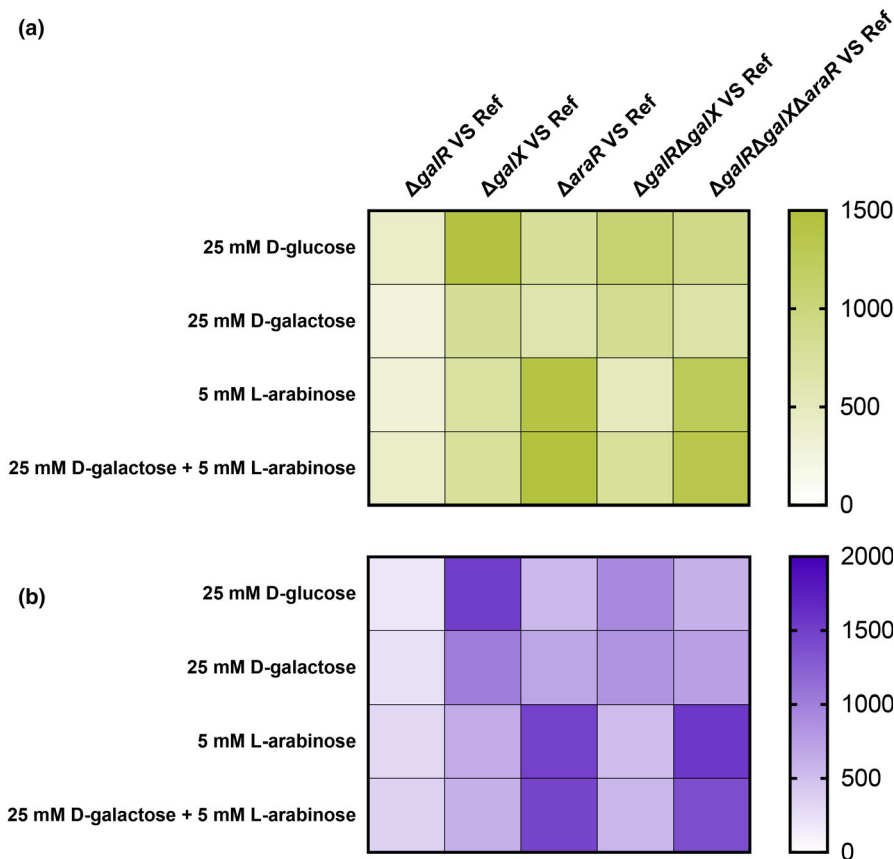 (a)
ΔgalR VS Ref
ΔgalX VS Ref
ΔaraR VS Ref
ΔgalRΔgalX VS Ref
ΔgalRΔgalXΔaraR VS Ref
25 mM D-glucose
25 mM D-galactose
5 mM L-arabinose
25 mM D-galactose + 5 mM L-arabinose
1500
1000
500
0
(b)
25 mM D-glucose
25 mM D-galactose
5 mM L-arabinose
25 mM D-galactose + 5 mM L-arabinose
2000
1500
1000
500
0